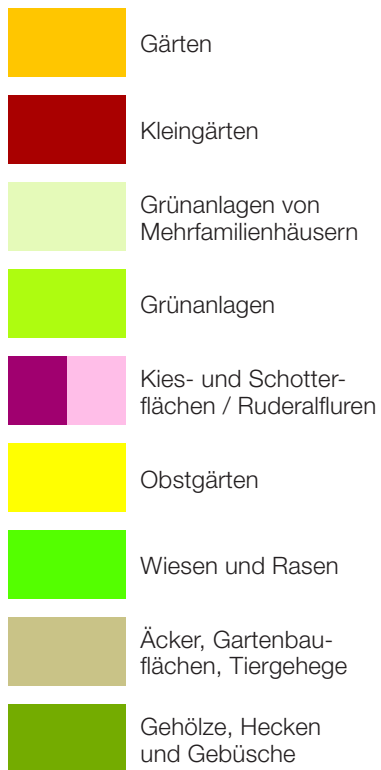 Gärten
Kleingärten
Grünanlagen von
Mehrfamilienhäusern
Grünanlagen
Kies- und Schotter-
flächen / Ruderalfluren
Obstgärten
Wiesen und Rasen
Äcker, Gartenbau-
flächen, Tiergehege
Gehölze, Hecken
und Gebüsche